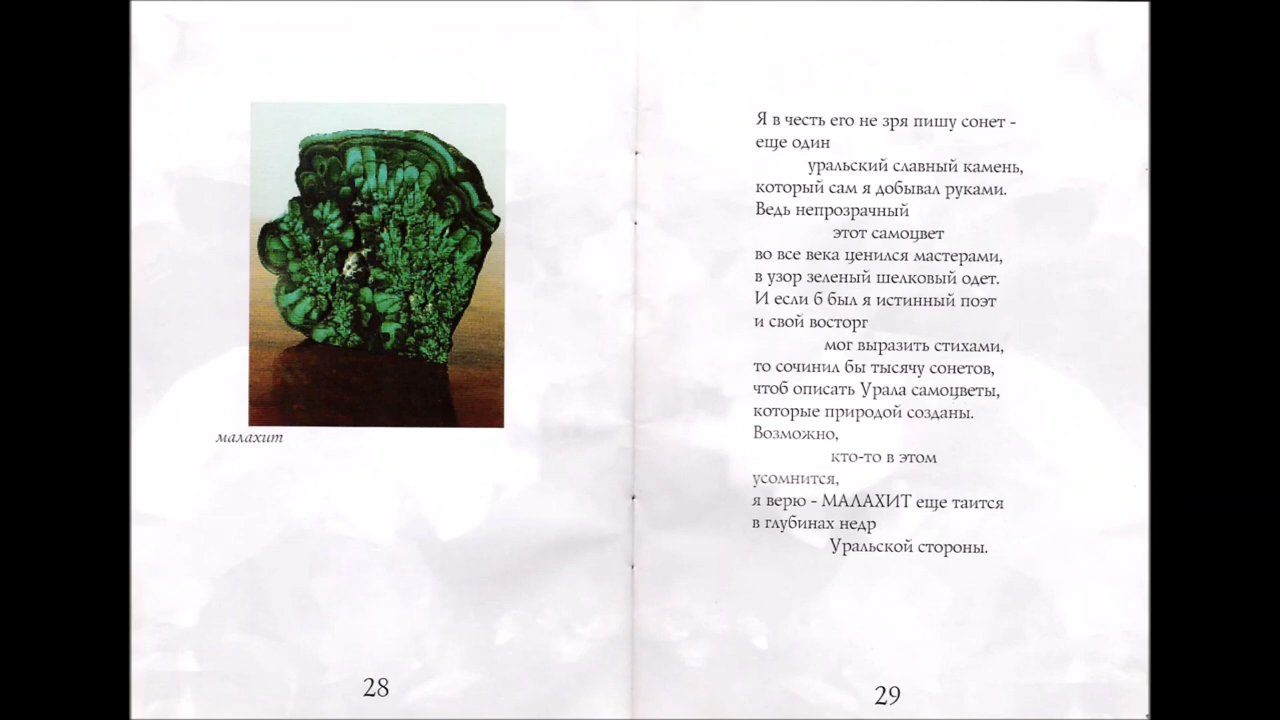 малахит
28
Я в честь его не зря пишу сонет -
еще один
уральский славный камень,
который сам я добывал руками.
Ведь непрозрачный
этот самоцвет
во все века ценился мастерами,
в узор зеленый шелковый одет.
И если б был я истинный поэт
и свой восторг
мог выразить стихами,
то сочинил бы тысячу сонетов,
чтоб описать Урала самоцветы,
которые природой созданы.
Возможно,
кто-то в этом
усомнится,
я верю - МАЛАХИТ еще таится
в глубинах недр
Уральской стороны.
29